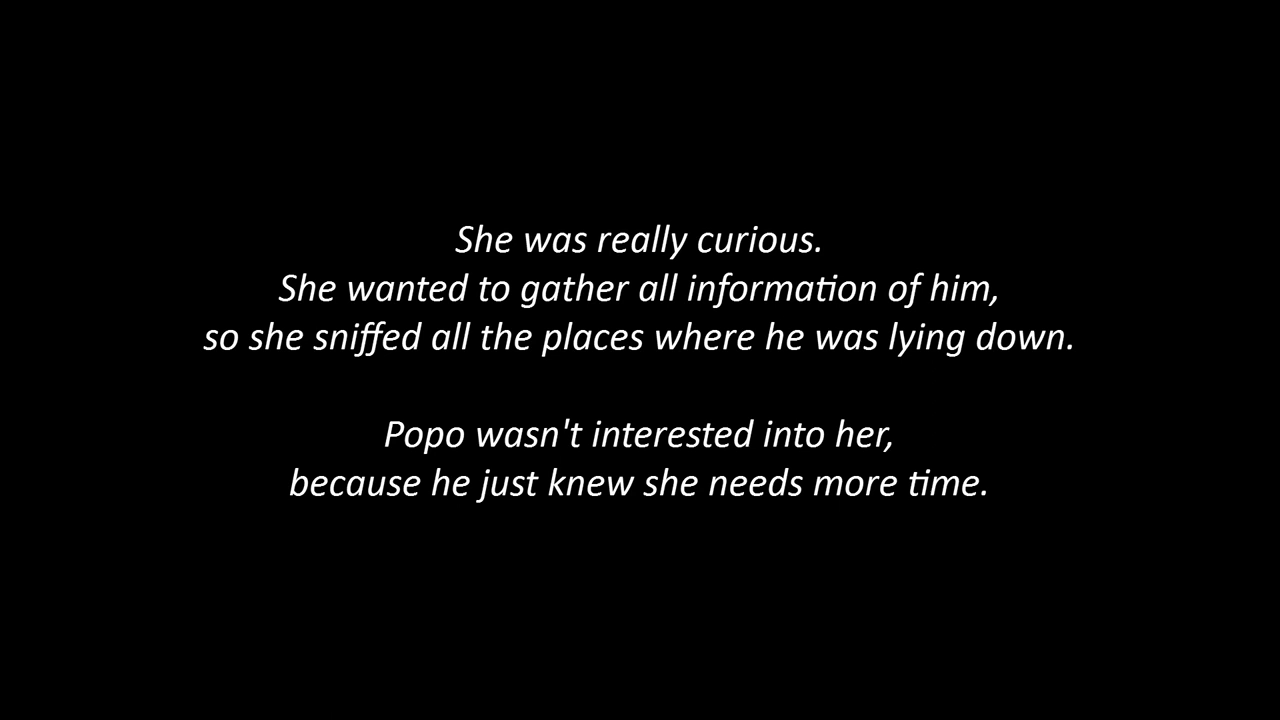 She was really curious.
She wanted to gather all information of him,
so she sniffed all the places where he was lying down.
Popo wasn't interested into her,
because he just knew she needs more time.